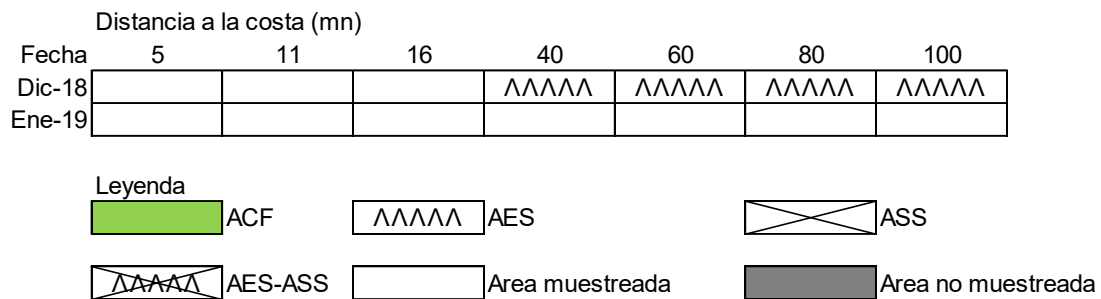 Distancia a la costa (mn)
Fecha 5 11 16 40 60 80 100
Dic-18 ΛΛΛΛΛ ΛΛΛΛΛ ΛΛΛΛΛ ΛΛΛΛΛ
Ene-19
Leyenda
ACF ΛΛΛΛΛ AES ASS
ΛΛΛΛΛ AES-ASS Area muestreada Area no muestreada